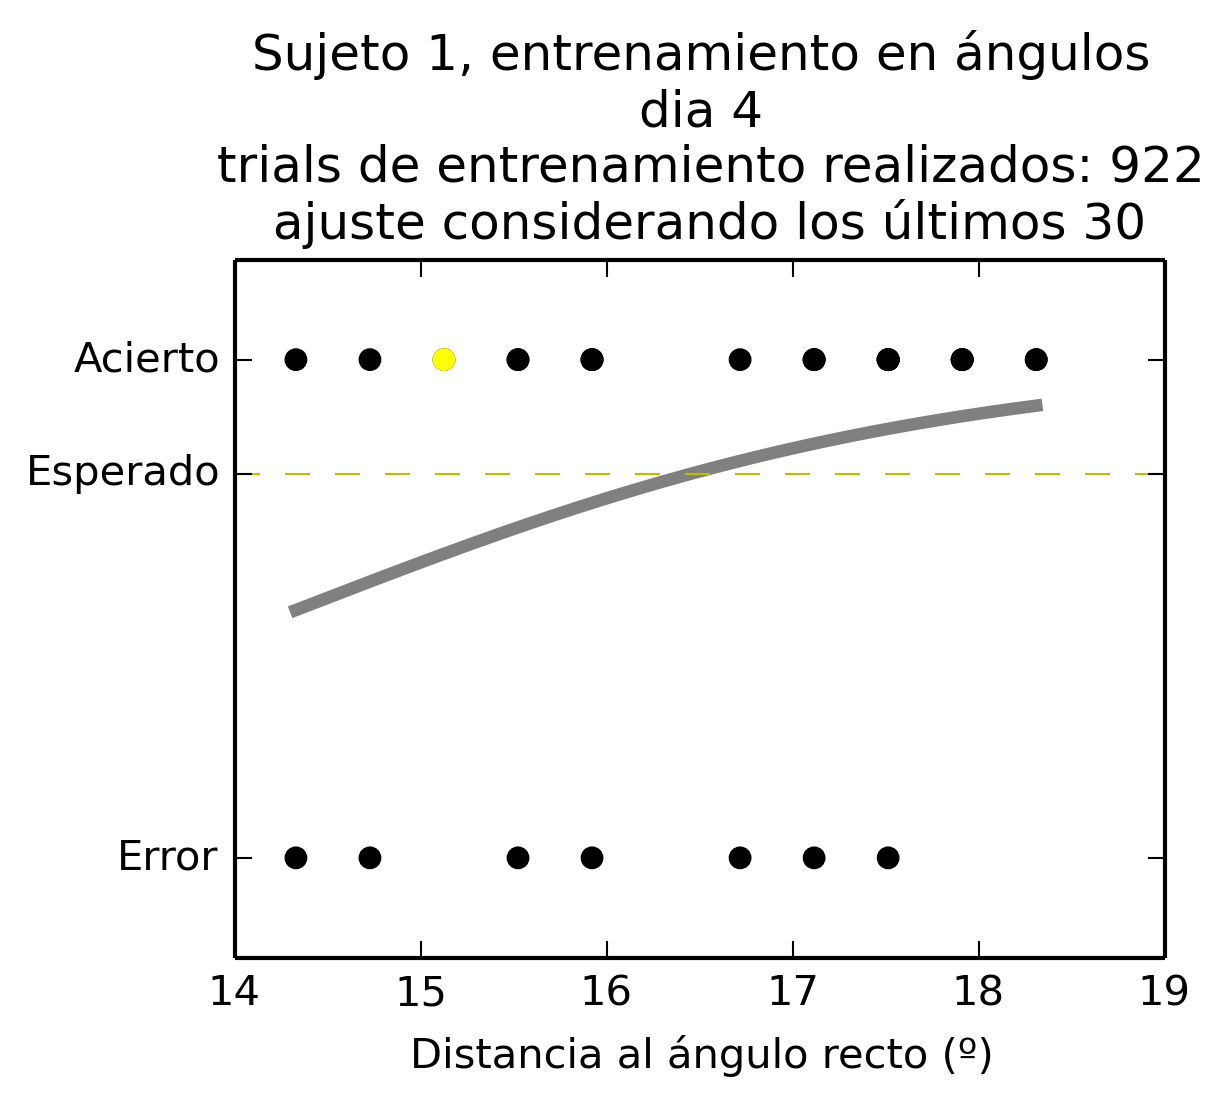 Sujeto 1, entrenamiento en ángulos
dia 4
trials de entrenamiento realizados: 922
ajuste considerando los últimos 30
Acierto
Esperado
Error
14 15 16 17 18 19
Distancia al ángulo recto (º)